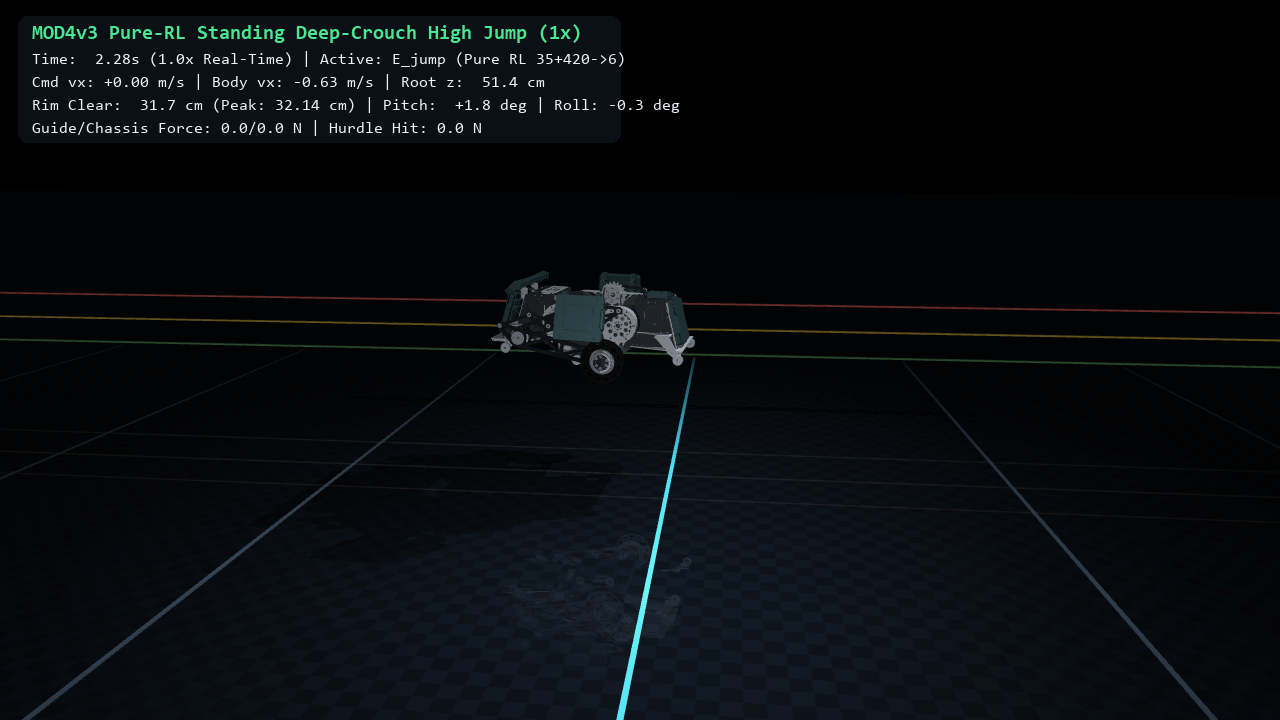 MOD4v3 Pure-RL Standing Deep-Crouch High Jump (1x)
Time:  2.28s (1.0x Real-Time) | Active: E_jump (Pure RL 35+420->6)
Cmd vx: +0.00 m/s | Body vx: -0.63 m/s | Root z:  51.4 cm
Rim Clear:  31.7 cm (Peak: 32.14 cm) | Pitch:  +1.8 deg | Roll: -0.3 deg
Guide/Chassis Force: 0.0/0.0 N | Hurdle Hit: 0.0 N